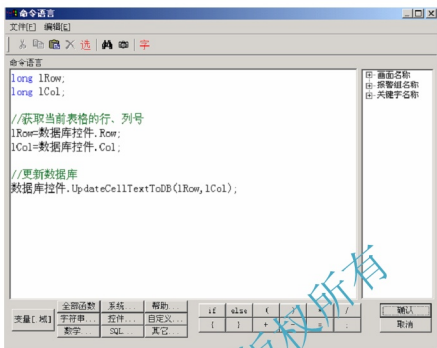 命令语言
文件[F] 编辑[E]
选 字
命令语言
long lRow;
long lCol;
//获取当前表格的行、列号
lRow=数据库控件.Row;
lCol=数据库控件.Col;
//更新数据库
数据库控件.UpdateCellTextToDB(lRow,lCol);
画面名称
报警组名称
关键字名称
变量[.域]
全部函数 系统... 帮助...
字符串... 控件... 自定义...
数学... SQL... 其它...
if else ( /
{ } + = ;
确认
取消
版权所有